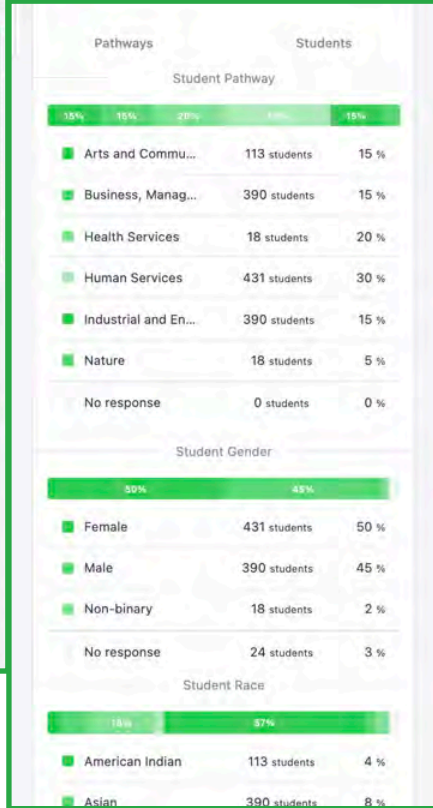 Pathways Students
Student Pathway
15% 15% 20% 15%
Arts and Commu... 113 students 15 %
Business, Manag... 390 students 15 %
Health Services 18 students 20 %
Human Services 431 students 30 %
Industrial and En... 390 students 15 %
Nature 18 students 5 %
No response 0 students 0 %
Student Gender
50% 45%
Female 431 students 50 %
Male 390 students 45 %
Non-binary 18 students 2 %
No response 24 students 3 %
Student Race
37%
American Indian 113 students 4 %
Asian 390 students 8 %